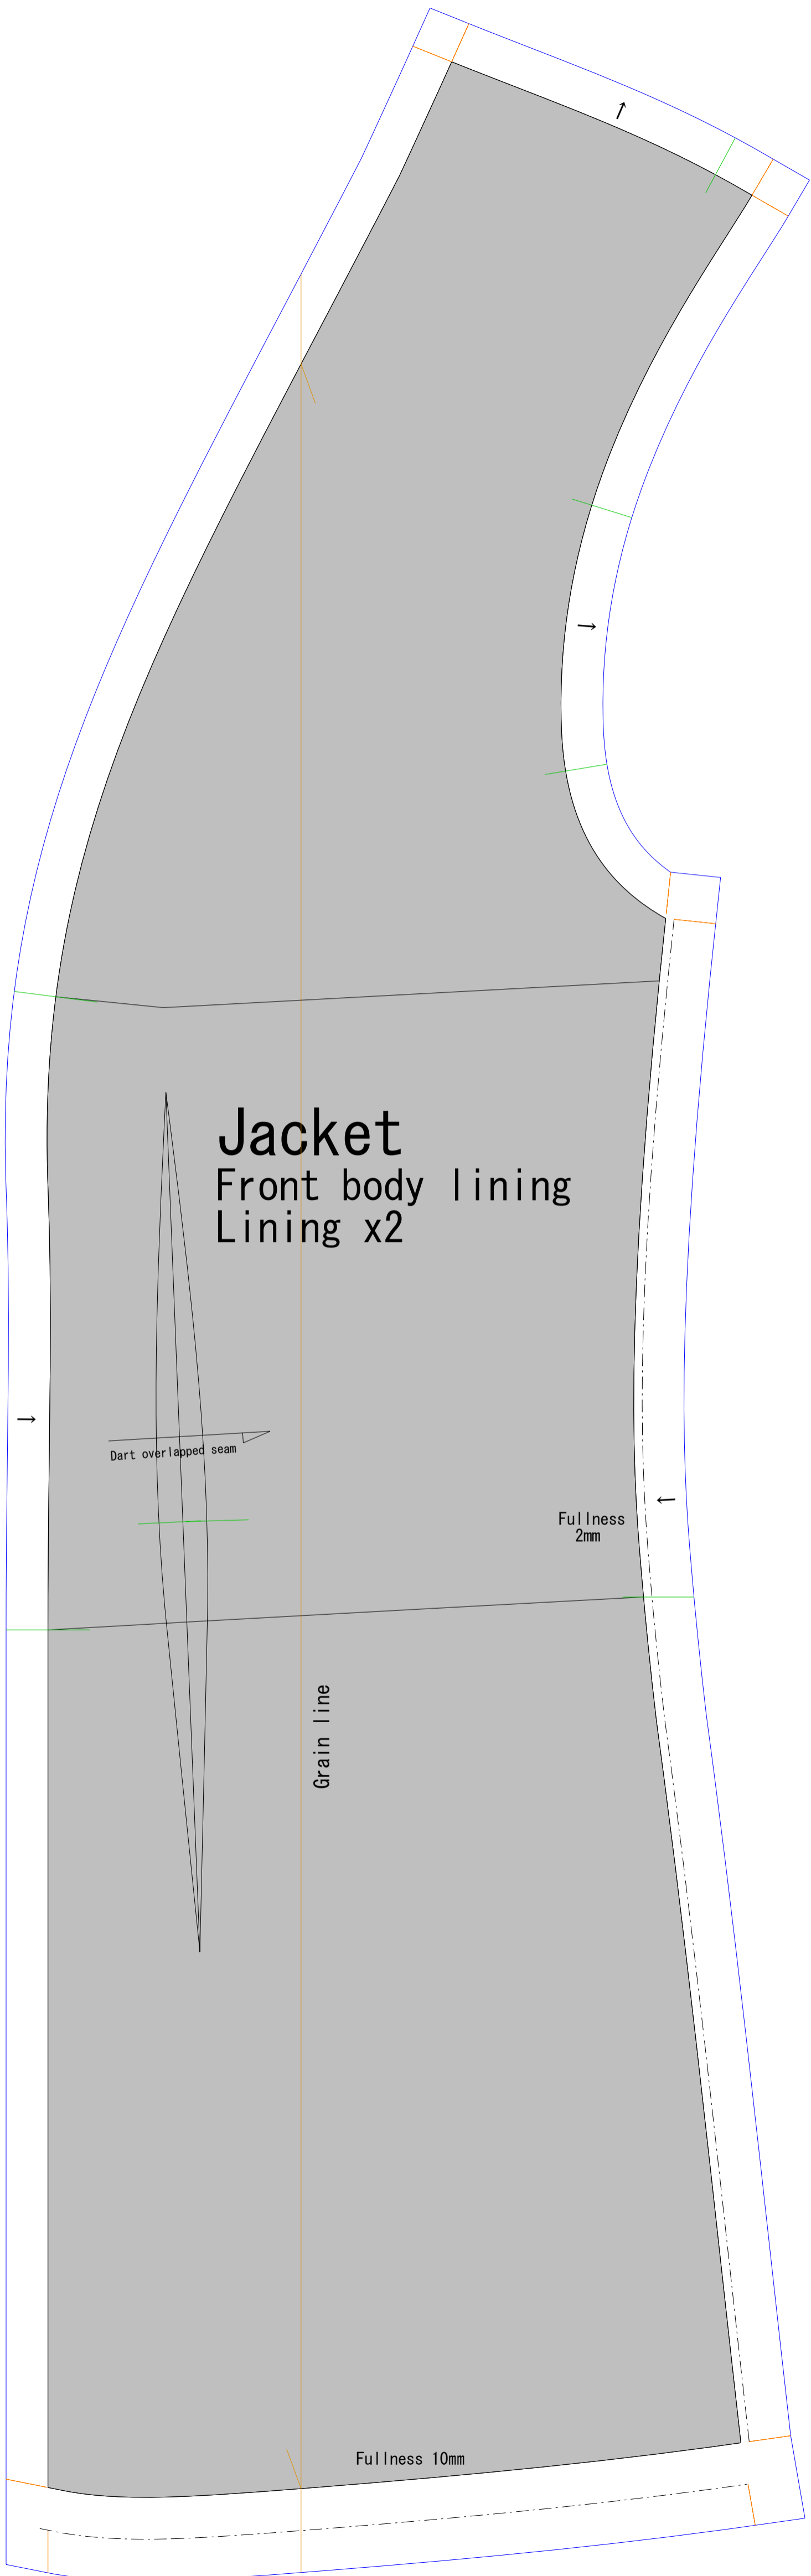 Jacket
Front body lining
Lining x2
Dart overlapped seam
Fullness
2mm
Grain line
Fullness 10mm